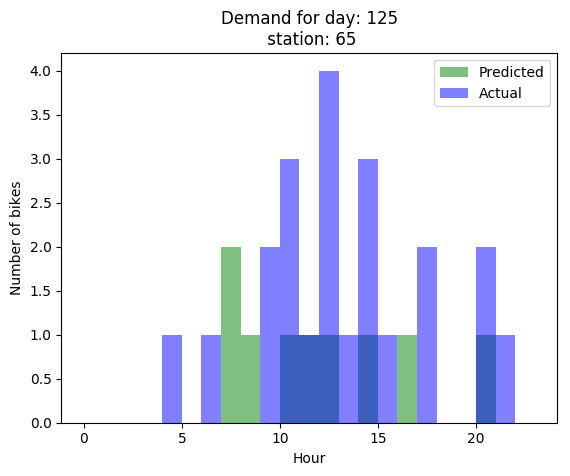 Demand for day: 125
station: 65
Predicted
Actual
Number of bikes
4.0
3.5
3.0
2.5
2.0
1.5
1.0
0.5
0.0
0 5 10 15 20
Hour